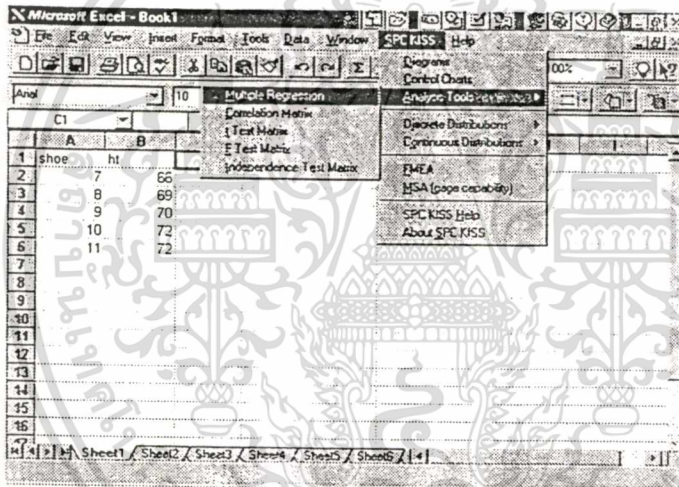 Microsoft Excel - Book1
File Edit View Insert Format Tools Data Window SPC KISS Help
Arial 10 100%
C1
Diagrams
Control Charts
Analysis Tools
Discrete Distributions
Continuous Distributions
FMEA
MSA (gage capability)
SPC KISS Help
About SPC KISS
Multiple Regression
Correlation Matrix
t Test Matrix
F Test Matrix
Independence Test Matrix
A B I
1 shoe ht
2 7 66
3 8 69
4 9 70
5 10 72
6 11 72
7
8
9
10
11
12
13
14
15
16
Sheet1 Sheet2 Sheet3 Sheet4 Sheet5 Sheet6